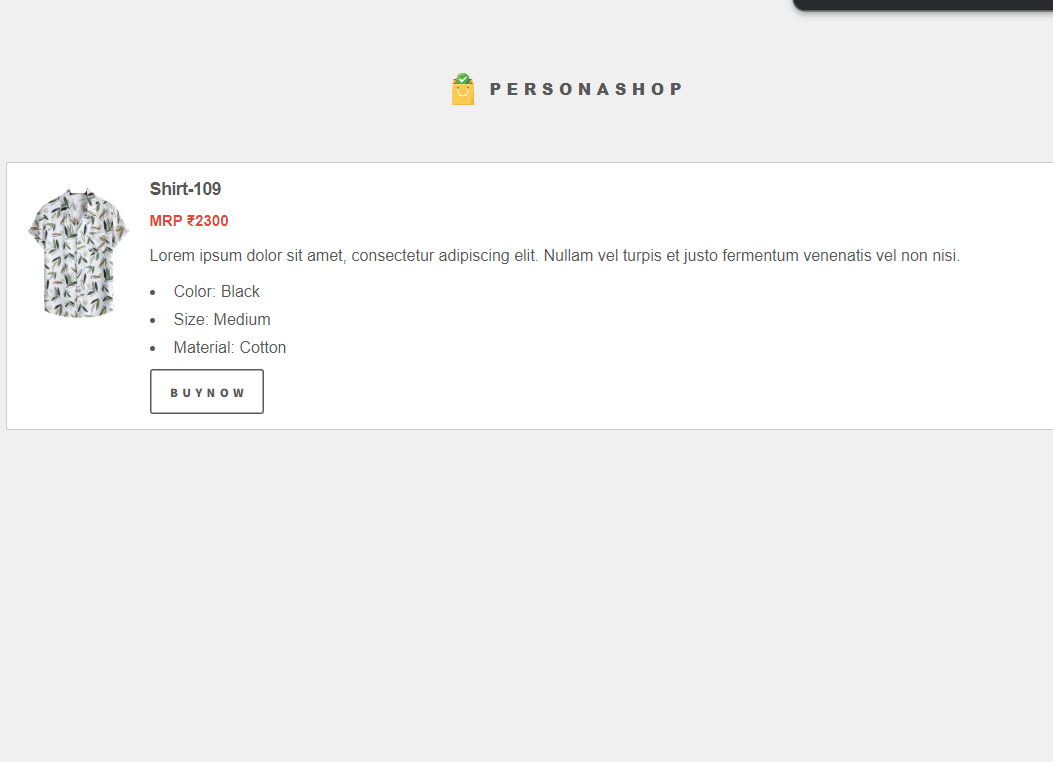 PERSONASHOP
Shirt-109
MRP ₹2300
Lorem ipsum dolor sit amet, consectetur adipiscing elit. Nullam vel turpis et justo fermentum venenatis vel non nisi.
Color: Black
Size: Medium
Material: Cotton
BUYNOW